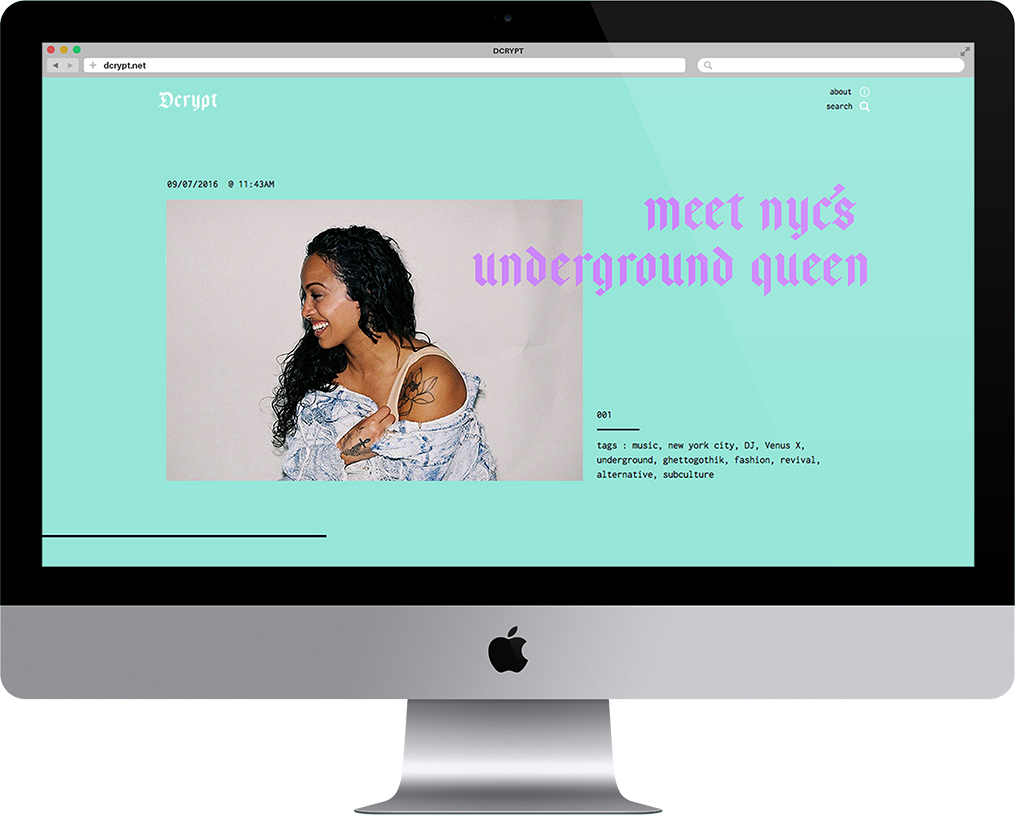 DCRYPT
dcrypt.net
Dcrypt
about
search
09/07/2016 @ 11:43AM
meet nyc's
underground queen
001
tags : music, new york city, DJ, Venus X,
underground, ghettogothik, fashion, revival,
alternative, subculture